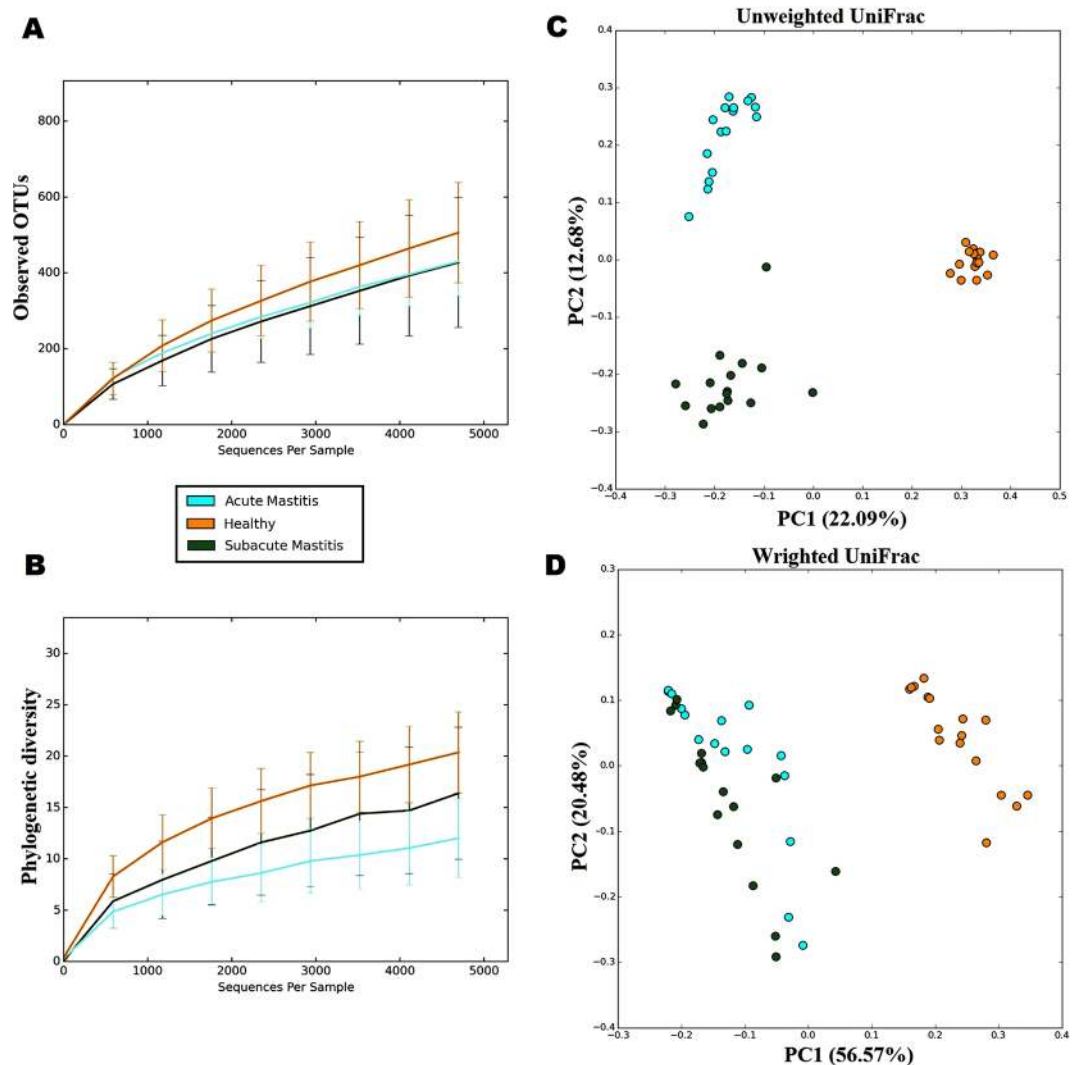 A
Observed OTUs
800
600
400
200
0
0 1000 2000 3000 4000 5000
Sequences Per Sample
Acute Mastitis
Healthy
Subacute Mastitis
B
Phylogenetic diversity
30
25
20
15
10
5
0
0 1000 2000 3000 4000 5000
Sequences Per Sample
C
Unweighted UniFrac
PC2 (12.68%)
0.4
0.3
0.2
0.1
0.0
−0.1
−0.2
−0.3
−0.4
−0.4 −0.3 −0.2 −0.1 0.0 0.1 0.2 0.3 0.4 0.5
PC1 (22.09%)
D
Wrighted UniFrac
PC2 (20.48%)
0.3
0.2
0.1
0.0
−0.1
−0.2
−0.3
−0.4
−0.3 −0.2 −0.1 0.0 0.1 0.2 0.3 0.4
PC1 (56.57%)